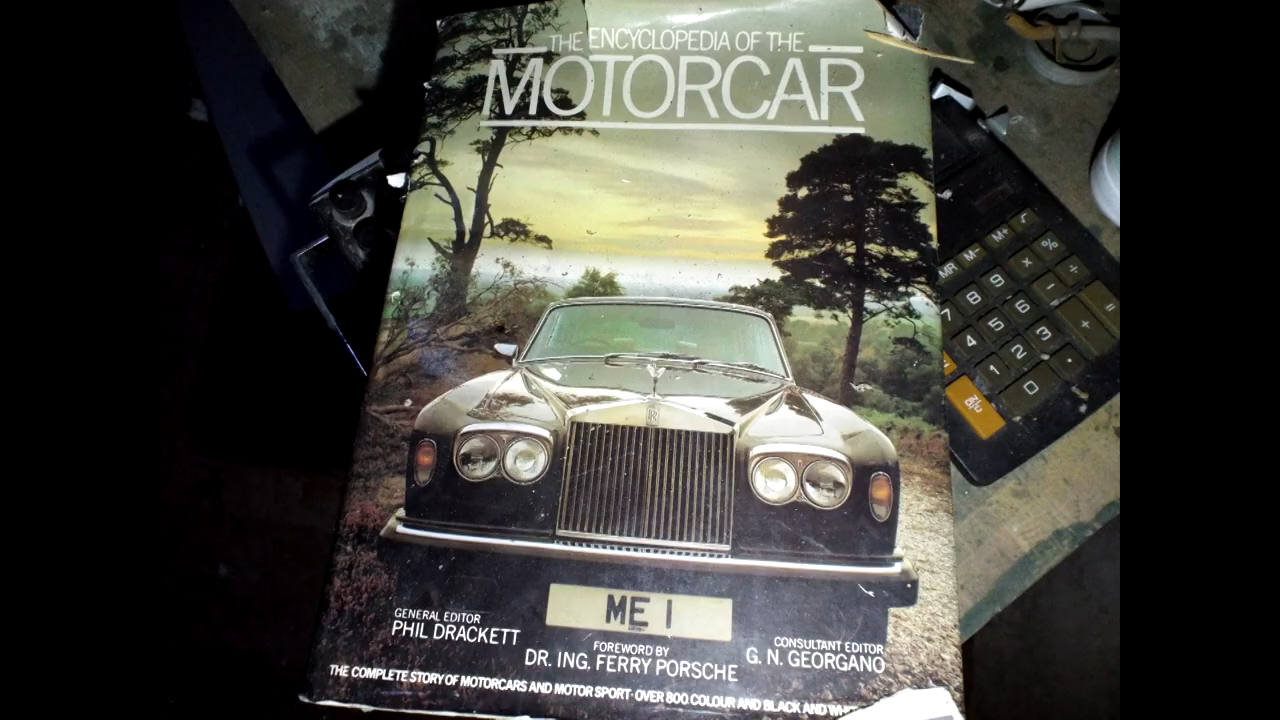 THE ENCYCLOPEDIA OF THE
MOTORCAR
ME 1
GENERAL EDITOR
PHIL DRACKETT
FOREWORD BY
DR. ING. FERRY PORSCHE
CONSULTANT EDITOR
G. N. GEORGANO
THE COMPLETE STORY OF MOTORCARS AND MOTOR SPORT · OVER 800 COLOUR AND BLACK AND
MR M- M+ √
7 8 9 × %
4 5 6 - ÷
1 2 3 + =
0 ·